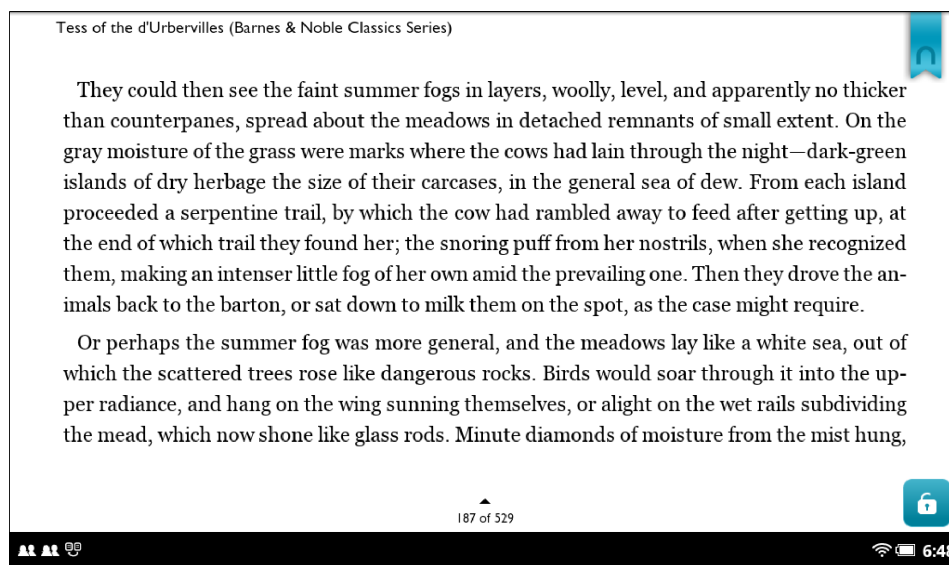 Tess of the d'Urbervilles (Barnes & Noble Classics Series)
They could then see the faint summer fogs in layers, woolly, level, and apparently no thicker
than counterpanes, spread about the meadows in detached remnants of small extent. On the
gray moisture of the grass were marks where the cows had lain through the night—dark-green
islands of dry herbage the size of their carcases, in the general sea of dew. From each island
proceeded a serpentine trail, by which the cow had rambled away to feed after getting up, at
the end of which trail they found her; the snoring puff from her nostrils, when she recognized
them, making an intenser little fog of her own amid the prevailing one. Then they drove the an-
imals back to the barton, or sat down to milk them on the spot, as the case might require.
Or perhaps the summer fog was more general, and the meadows lay like a white sea, out of
which the scattered trees rose like dangerous rocks. Birds would soar through it into the up-
per radiance, and hang on the wing sunning themselves, or alight on the wet rails subdividing
the mead, which now shone like glass rods. Minute diamonds of moisture from the mist hung,
187 of 529
6:48